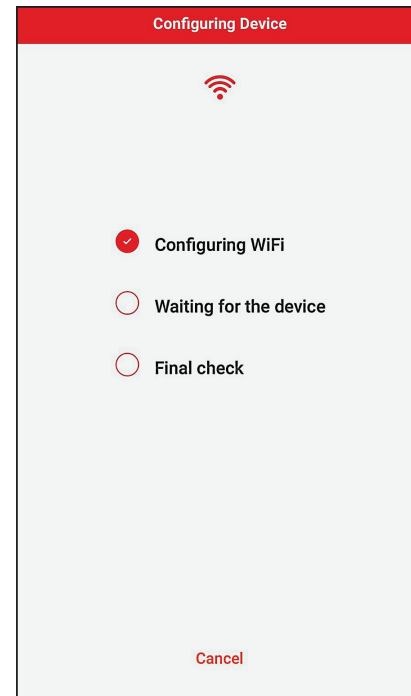 Configuring Device
Configuring WiFi
Waiting for the device
Final check
Cancel